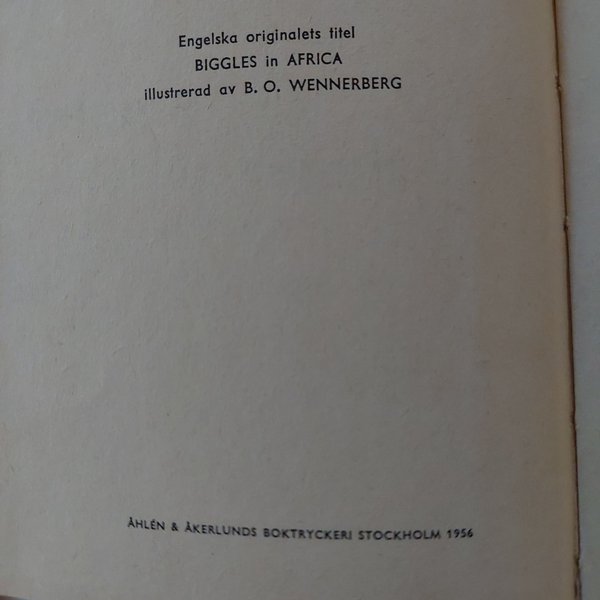 Engelska originalets titel
BIGGLES in AFRICA
illustrerad av B. O. WENNERBERG
ÅHLÉN & ÅKERLUNDS BOKTRYCKERI STOCKHOLM 1956